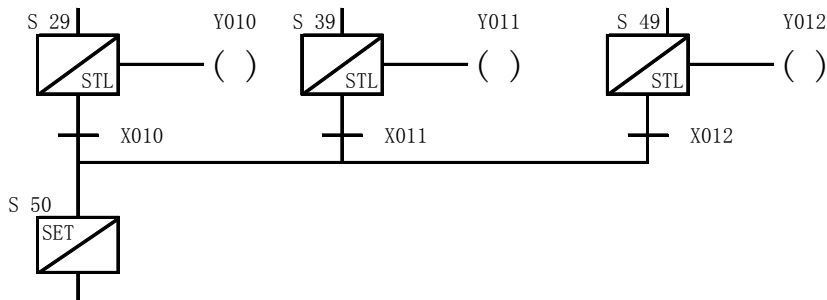 S 29 Y010 S 39 Y011 S 49 Y012
( ) ( ) ( )
STL STL STL
X010 X011 X012
S 50
SET